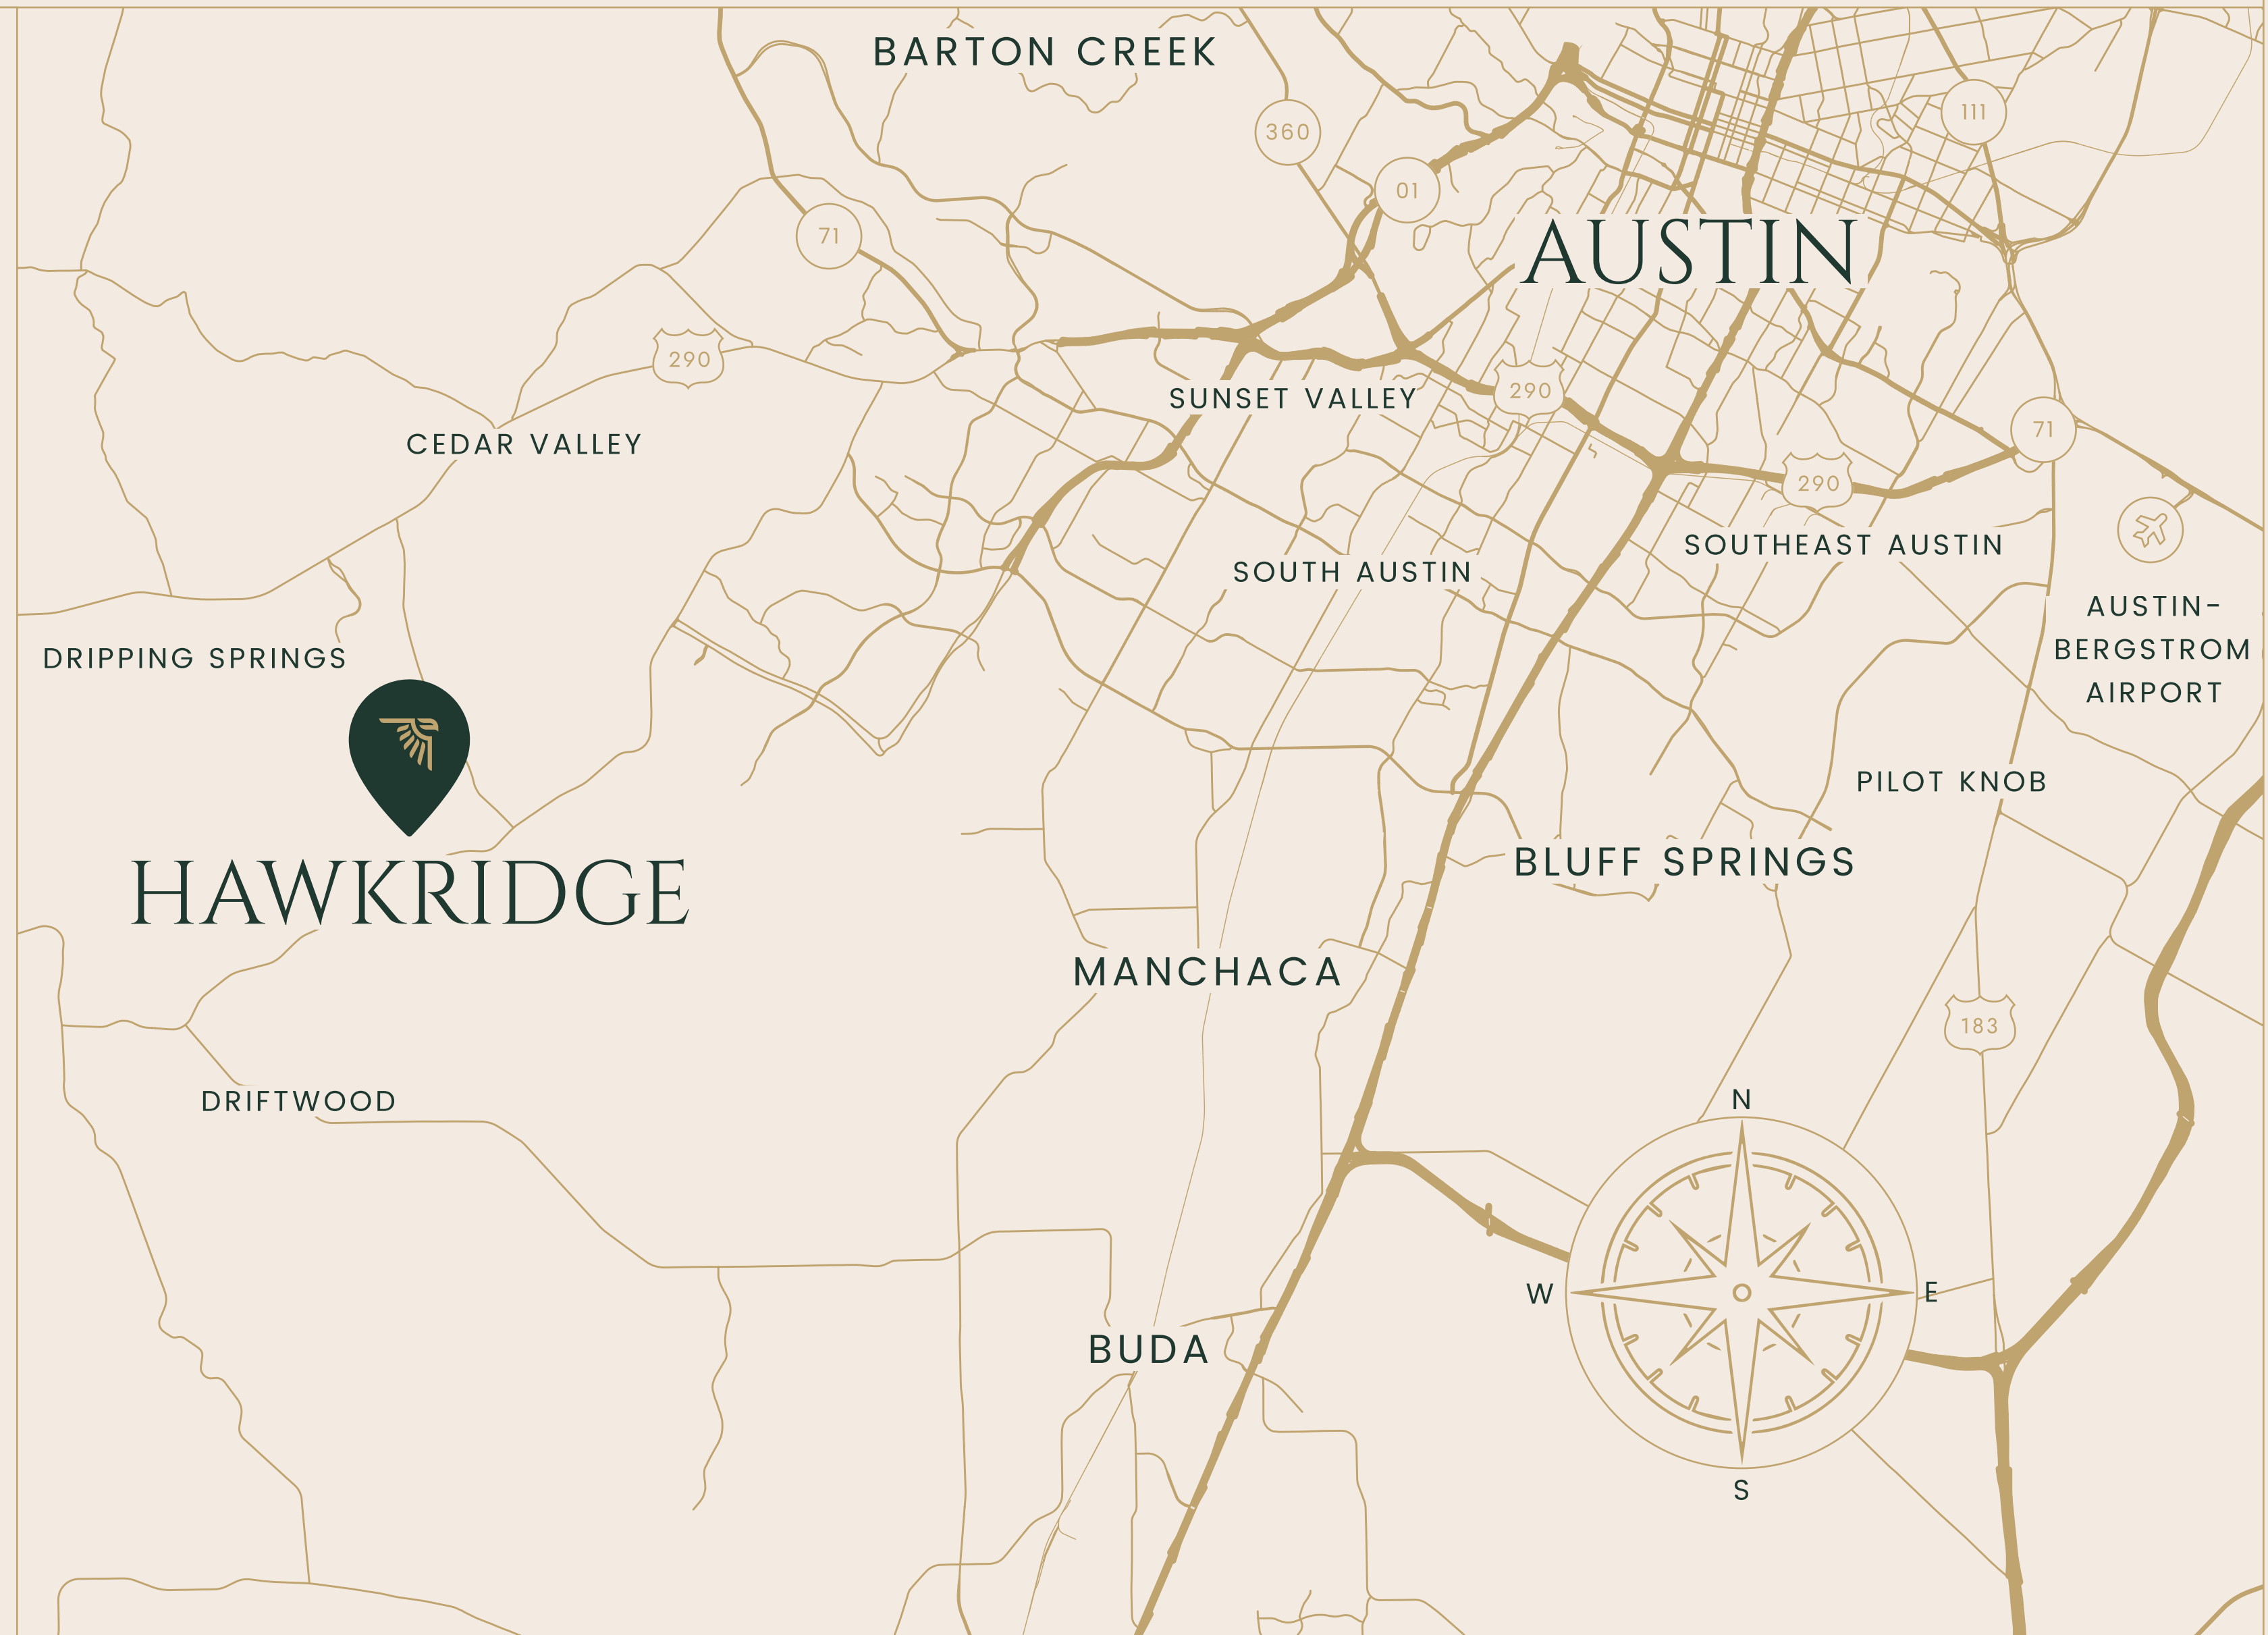 BARTON CREEK
360
111
01
71
AUSTIN
290
SUNSET VALLEY
290
71
CEDAR VALLEY
290
SOUTHEAST AUSTIN
SOUTH AUSTIN
AUSTIN-
BERGSTROM
AIRPORT
DRIPPING SPRINGS
PILOT KNOB
HAWKRIDGE
BLUFF SPRINGS
MANCHACA
183
DRIFTWOOD
N
W
E
BUDA
S